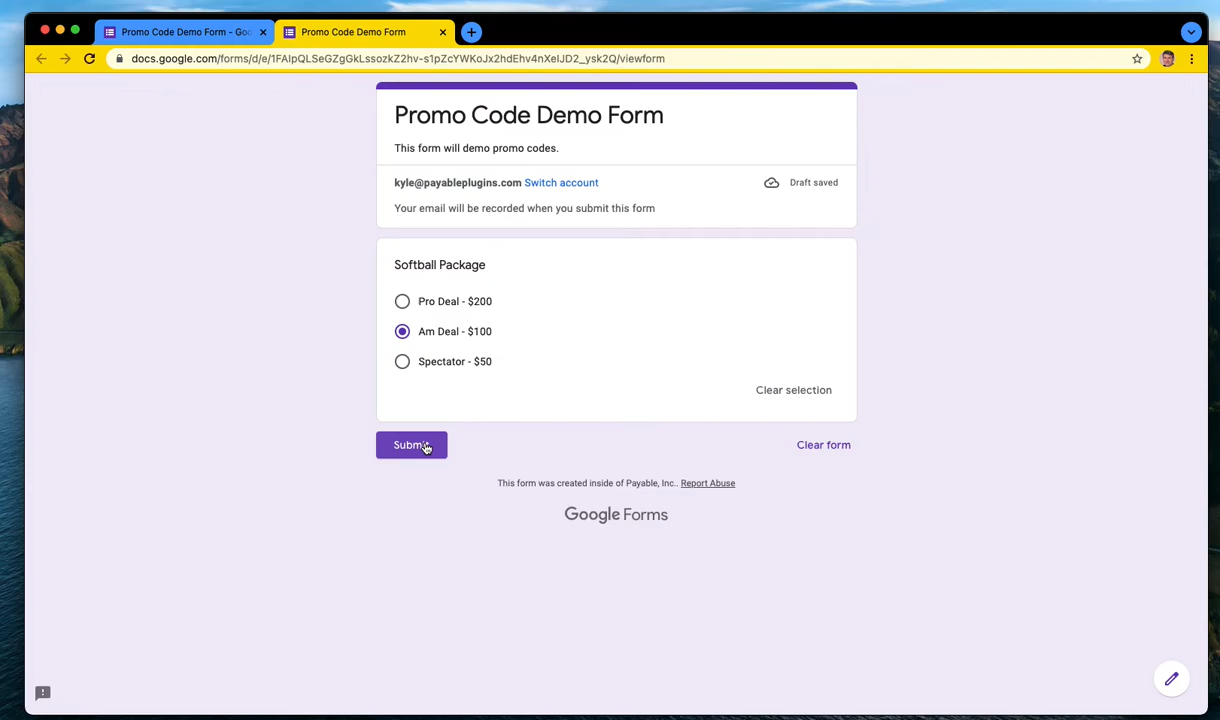 Promo Code Demo Form - Goo
Promo Code Demo Form
docs.google.com/forms/d/e/1FAIpQLSeGZgGkLssozkZ2hv-s1pZcYWKoJx2hdEhv4nXeIJD2_ysk2Q/viewform
Promo Code Demo Form
This form will demo promo codes.
kyle@payableplugins.com Switch account
Draft saved
Your email will be recorded when you submit this form
Softball Package
Pro Deal - $200
Am Deal - $100
Spectator - $50
Clear selection
Submit
Clear form
This form was created inside of Payable, Inc.. Report Abuse
Google Forms